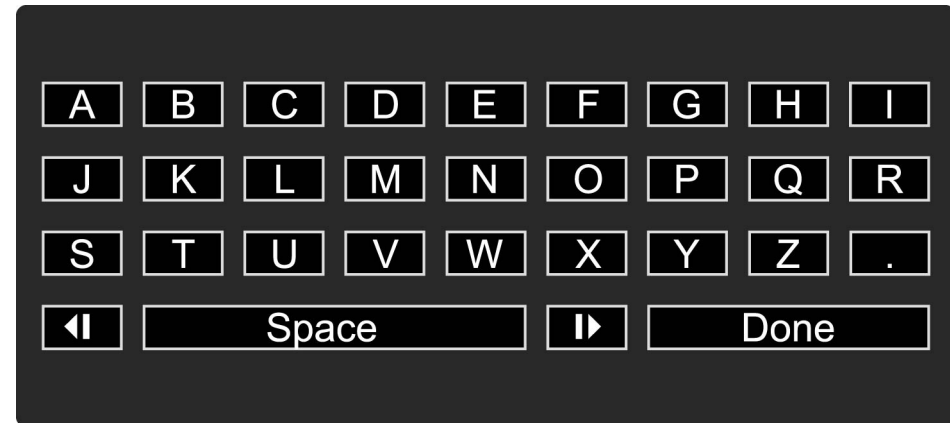 A B C D E F G H I
J K L M N O P Q R
S T U V W X Y Z .
Space Done